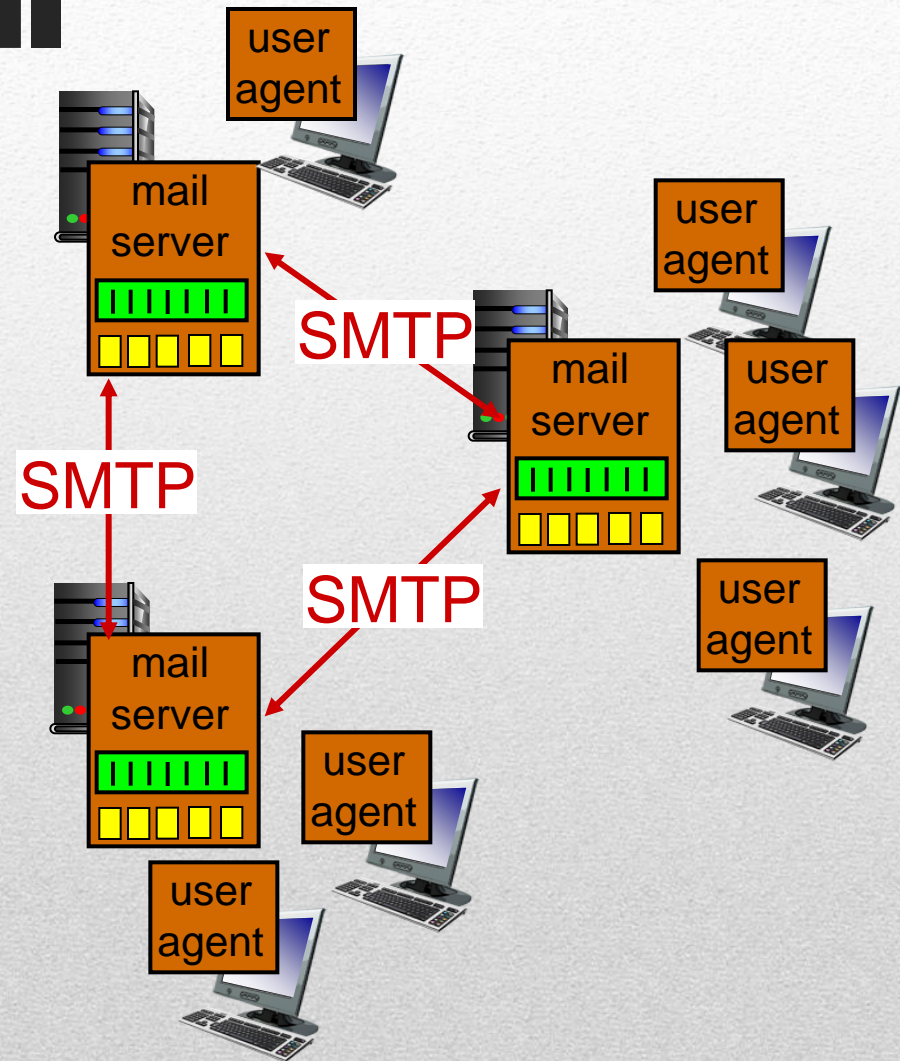 user
agent
mail
server
user
agent
SMTP
mail
server
user
agent
SMTP
SMTP
user
agent
mail
server
user
agent
user
agent